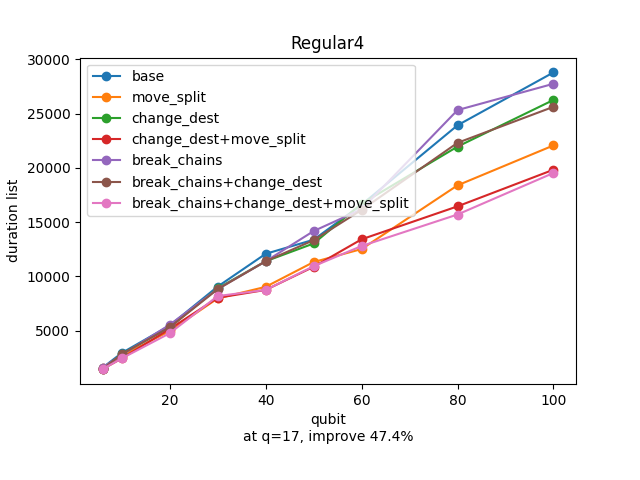 Regular4
30000
25000
20000
15000
10000
5000
duration list
base
move_split
change_dest
change_dest+move_split
break_chains
break_chains+change_dest
break_chains+change_dest+move_split
20 40 60 80 100
qubit
at q=17, improve 47.4%